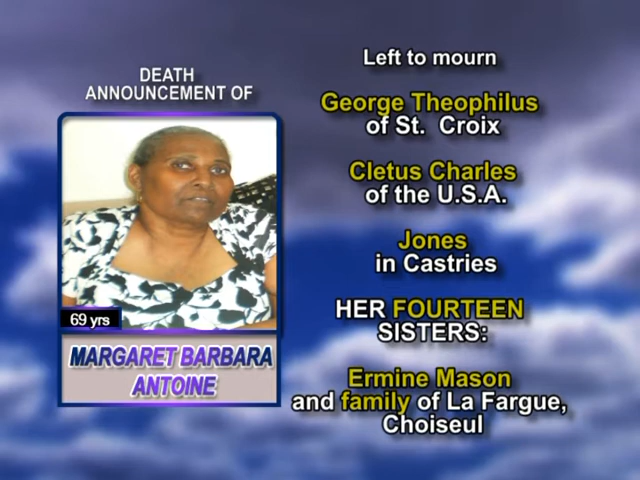 DEATH
ANNOUNCEMENT OF
69 yrs
MARGARET BARBARA
ANTOINE
Left to mourn
George Theophilus
of St. Croix
Cletus Charles
of the U.S.A.
Jones
in Castries
HER FOURTEEN
SISTERS:
Ermine Mason
and family of La Fargue,
Choiseul